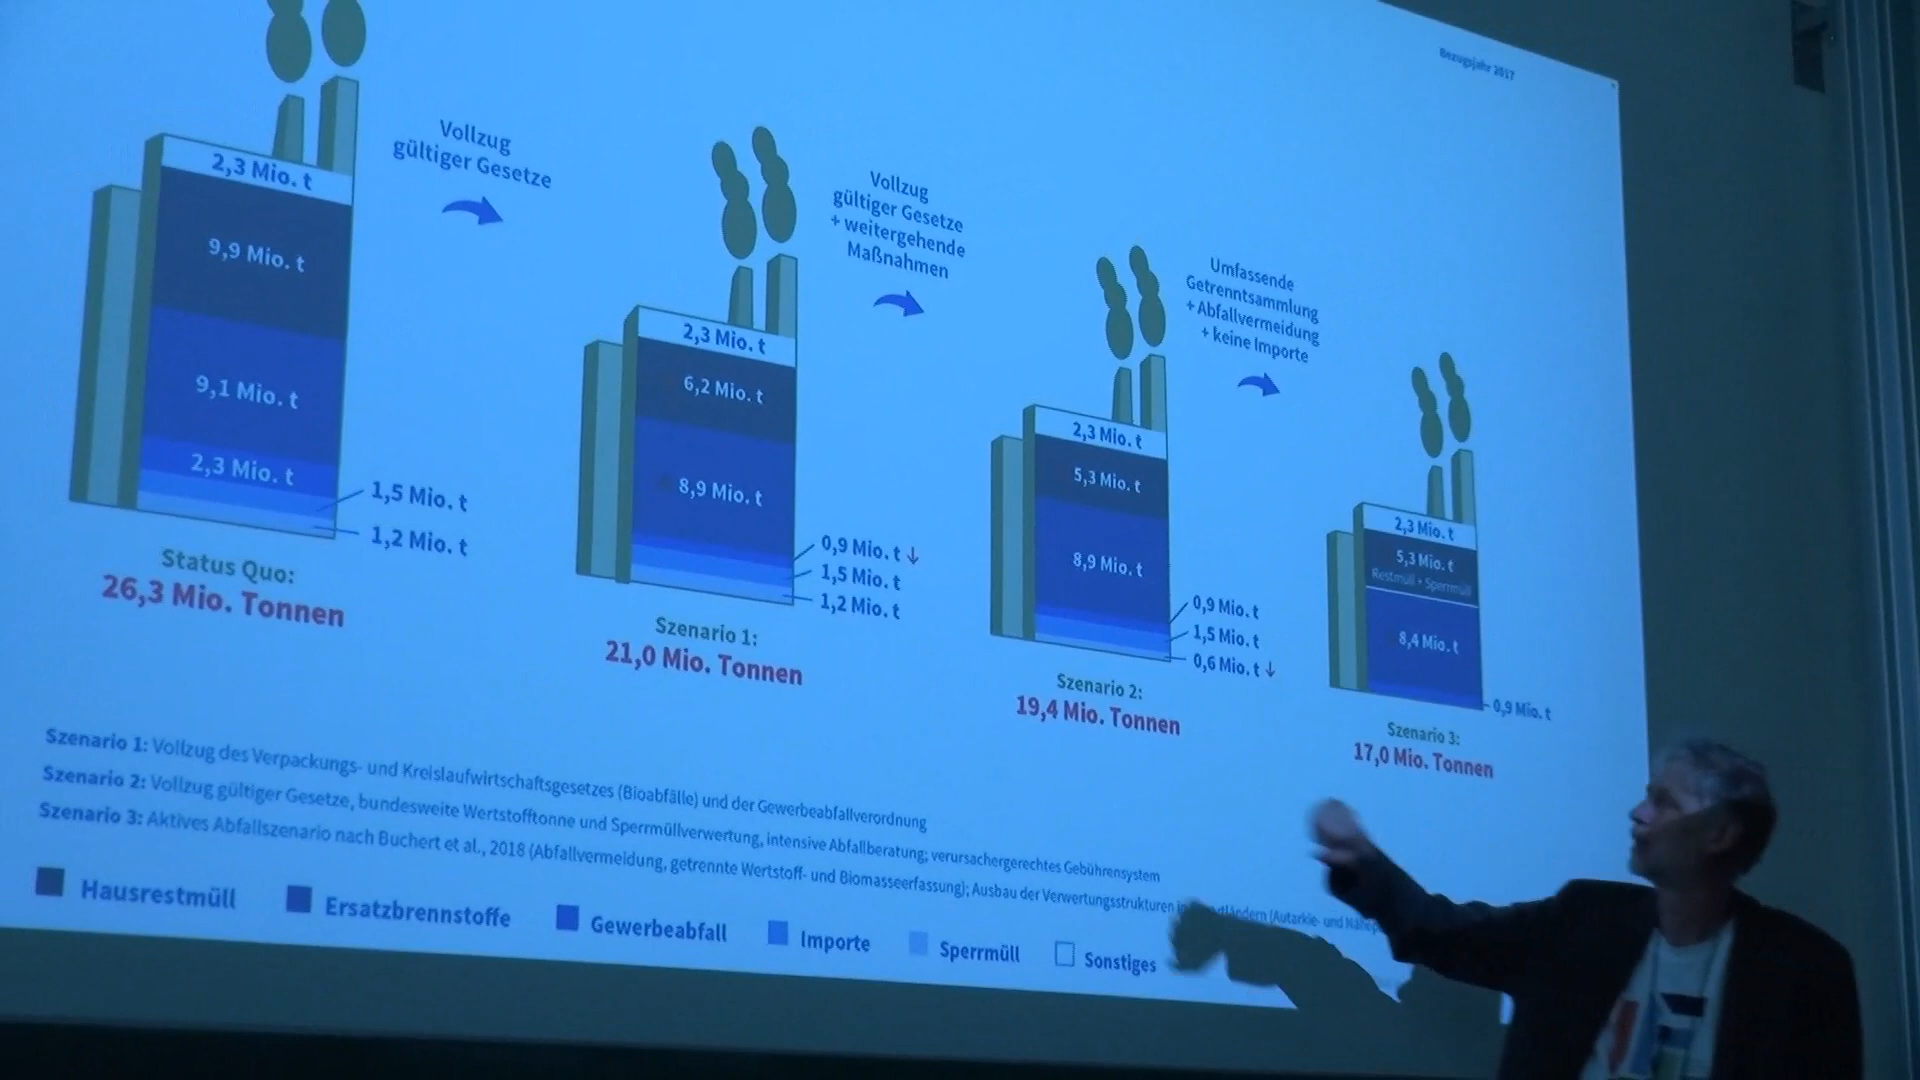 Bezugsjahr 2017
2,3 Mio. t
9,9 Mio. t
9,1 Mio. t
2,3 Mio. t
1,5 Mio. t
1,2 Mio. t
Status Quo:
26,3 Mio. Tonnen
Vollzug
gültiger Gesetze
2,3 Mio. t
6,2 Mio. t
8,9 Mio. t
0,9 Mio. t ↓
1,5 Mio. t
1,2 Mio. t
Szenario 1:
21,0 Mio. Tonnen
Vollzug
gültiger Gesetze
+ weitergehende
Maßnahmen
2,3 Mio. t
5,3 Mio. t
8,9 Mio. t
0,9 Mio. t
1,5 Mio. t
0,6 Mio. t ↓
Szenario 2:
19,4 Mio. Tonnen
Umfassende
Getrenntsammlung
+ Abfallvermeidung
+ keine Importe
2,3 Mio. t
5,3 Mio. t
Restmüll + Sperrmüll
8,4 Mio. t
0,9 Mio. t
Szenario 3:
17,0 Mio. Tonnen
Szenario 1: Vollzug des Verpackungs- und Kreislaufwirtschaftsgesetzes (Bioabfälle) und der Gewerbeabfallverordnung
Szenario 2: Vollzug gültiger Gesetze, bundesweite Wertstofftonne und Sperrmüllverwertung, intensive Abfallberatung; verursachergerechtes Gebührensystem
Szenario 3: Aktives Abfallszenario nach Buchert et al., 2018 (Abfallvermeidung, getrennte Wertstoff- und Biomasseerfassung); Ausbau der Verwertungsstrukturen (Autarkie- und
Hausrestmüll
Ersatzbrennstoffe
Gewerbeabfall
Importe
Sperrmüll
Sonstiges